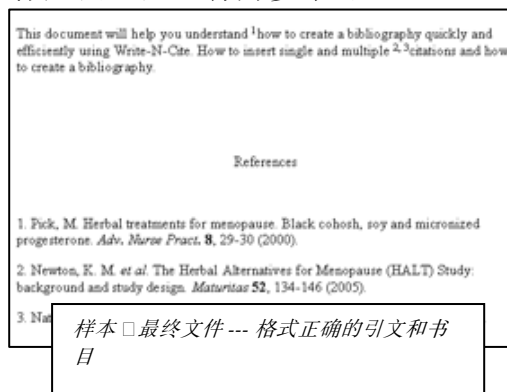 This document will help you understand ¹how to create a bibliography quickly and
efficiently using Write-N-Cite. How to insert single and multiple ²,³citations and how
to create a bibliography.
References
1. Pick, M. Herbal treatments for menopause. Black cohosh, soy and micronized
progesterone. Adv. Nurse Pract. 8, 29-30 (2000).
2. Newton, K. M. et al. The Herbal Alternatives for Menopause (HALT) Study:
background and study design. Maturitas 52, 134-146 (2005).
3. Nat
样本 □最终文件 --- 格式正确的引文和书
目